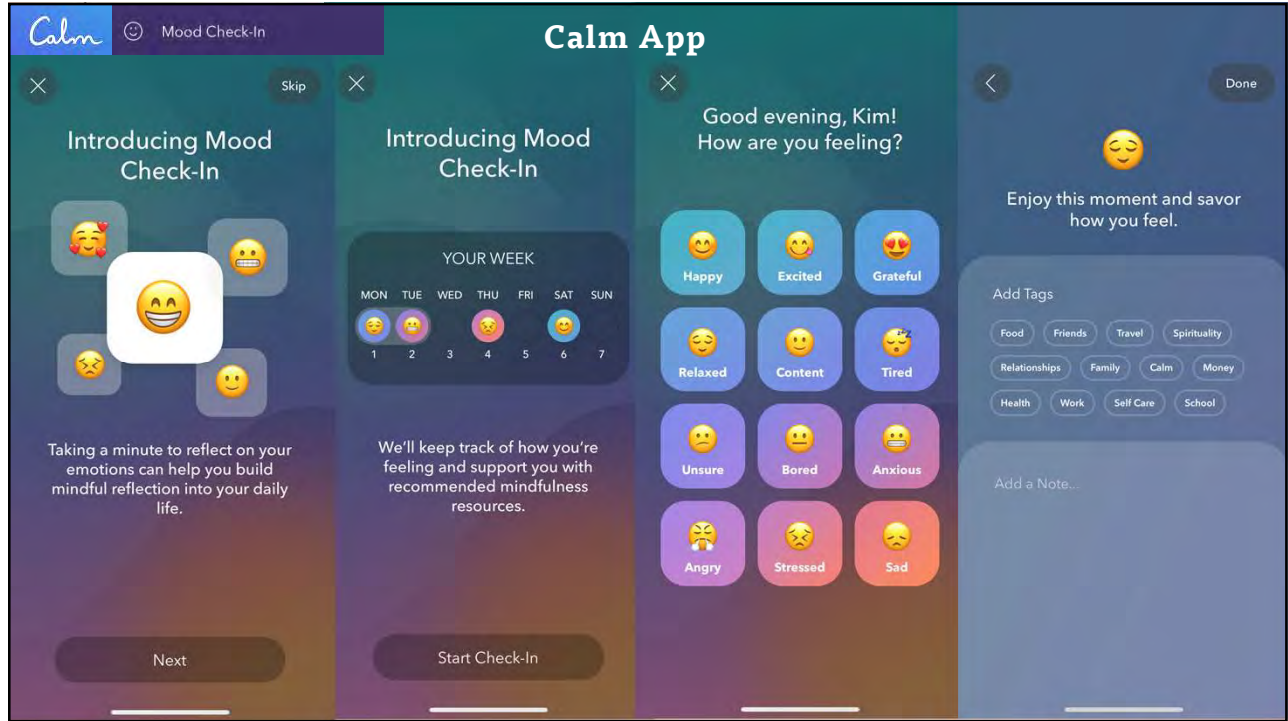 Calm
Mood Check-In
Calm App
Skip
Introducing Mood
Check-In
Taking a minute to reflect on your
emotions can help you build
mindful reflection into your daily
life.
Next
Introducing Mood
Check-In
YOUR WEEK
MON TUE WED THU FRI SAT SUN
1 2 3 4 5 6 7
We’ll keep track of how you’re
feeling and support you with
recommended mindfulness
resources.
Start Check-In
Good evening, Kim!
How are you feeling?
Happy Excited Grateful
Relaxed Content Tired
Unsure Bored Anxious
Angry Stressed Sad
Done
Enjoy this moment and savor
how you feel.
Add Tags
Food Friends Travel Spirituality
Relationships Family Calm Money
Health Work Self Care School
Add a Note...